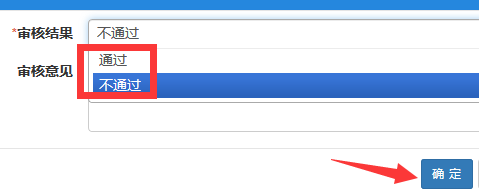 *审核结果 不通过
通过
审核意见
不通过
确 定